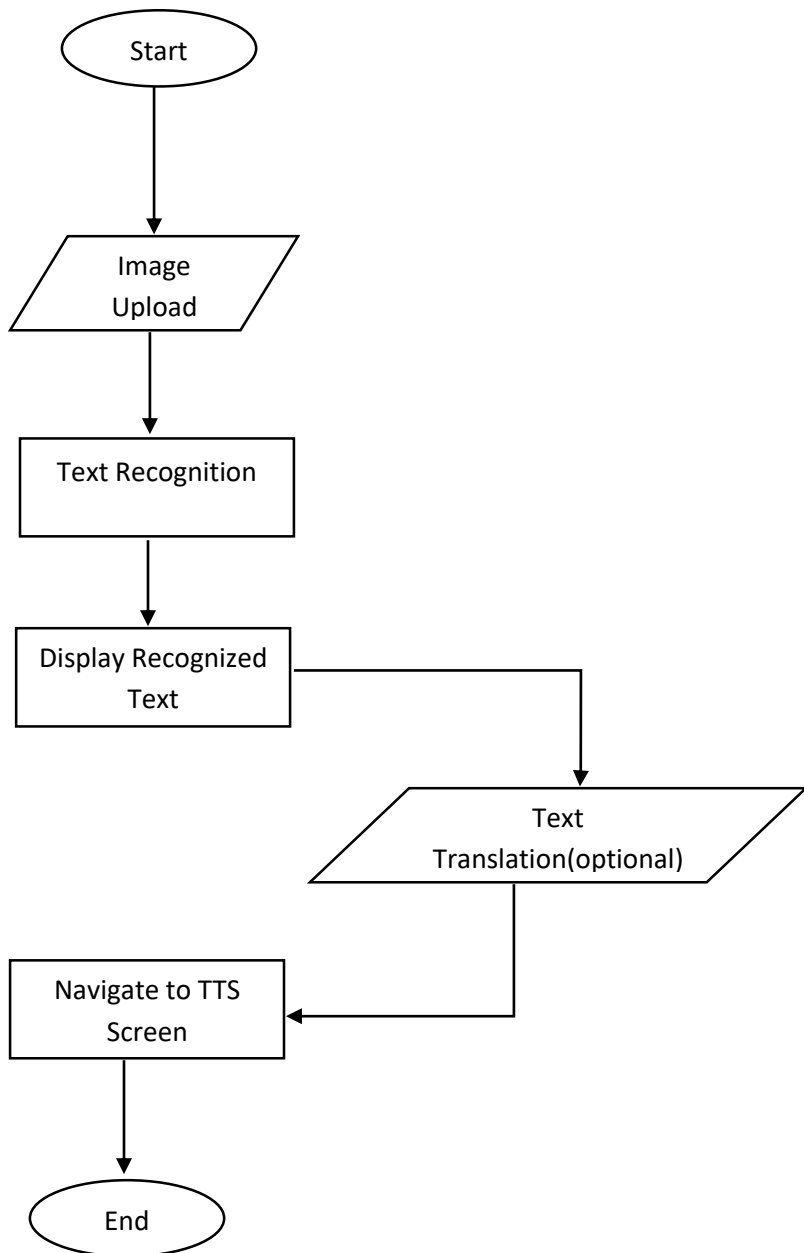 Start
Image
Upload
Text Recognition
Display Recognized
Text
Text
Translation(optional)
Navigate to TTS
Screen
End